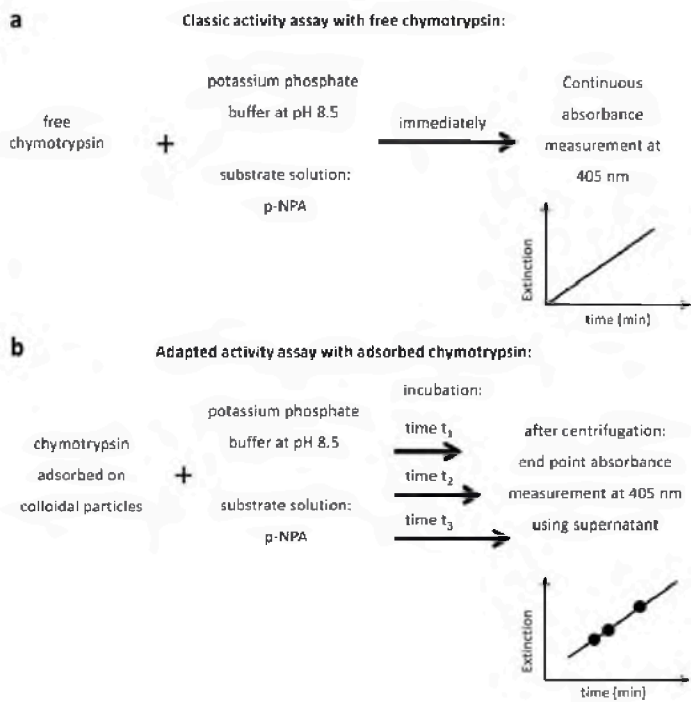 a
Classic activity assay with free chymotrypsin:
free
chymotrypsin
+
potassium phosphate
buffer at pH 8.5
substrate solution:
p-NPA
immediately
Continuous
absorbance
measurement at
405 nm
Extinction
time (min)
b
Adapted activity assay with adsorbed chymotrypsin:
chymotrypsin
adsorbed on
colloidal particles
+
potassium phosphate
buffer at pH 8.5
substrate solution:
p-NPA
incubation:
time t₁
time t₂
time t₃
after centrifugation:
end point absorbance
measurement at 405 nm
using supernatant
Extinction
time (min)